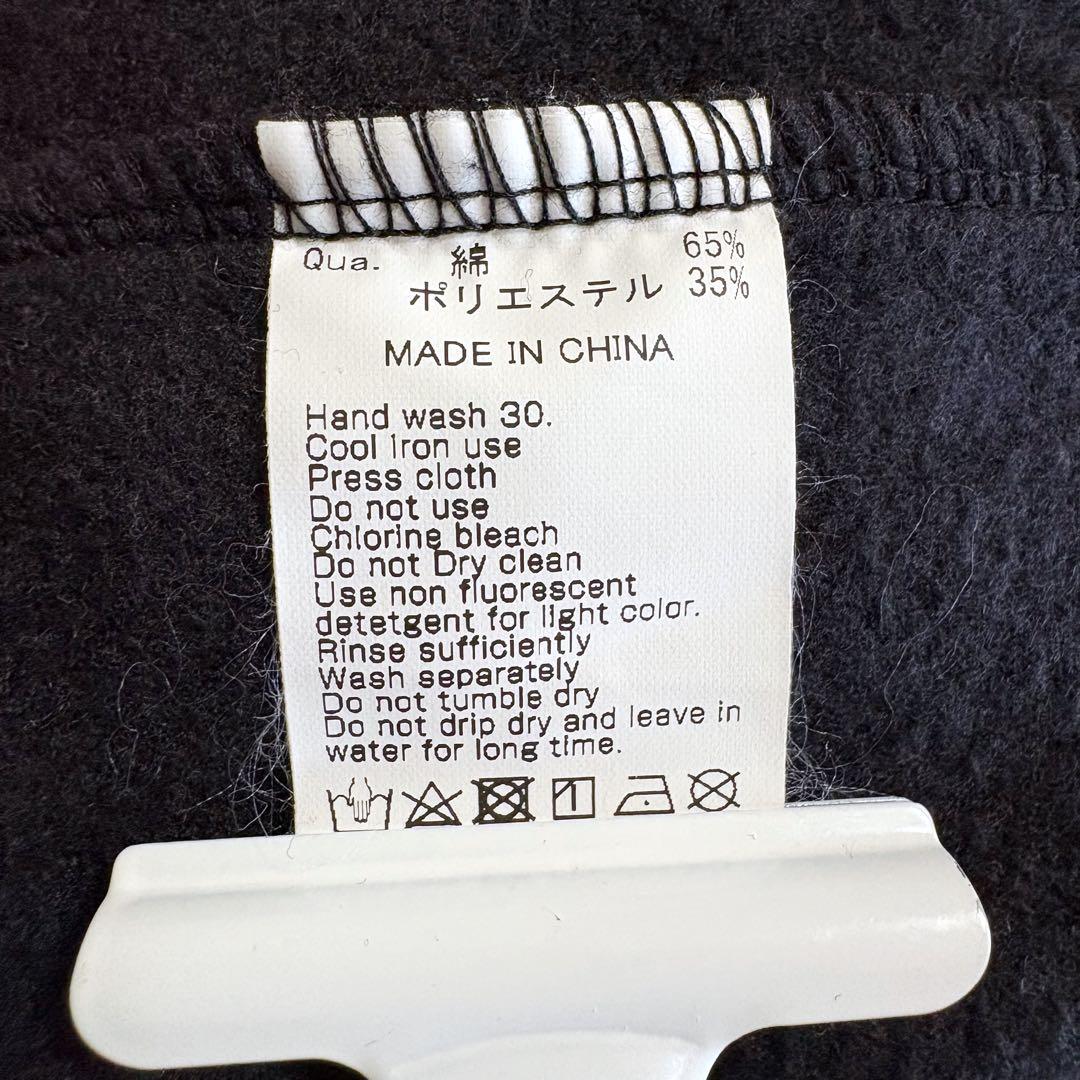 Qua. 綿 65%
ポリエステル 35%
MADE IN CHINA
Hand wash 30.
Cool iron use
Press cloth
Do not use
Chlorine bleach
Do not Dry clean
Use non fluorescent
detetgent for light color.
Rinse sufficiently
Wash separately
Do not tumble dry
Do not drip dry and leave in
water for long time.